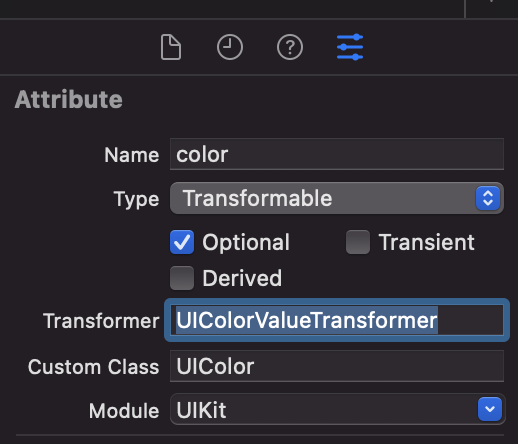 Attribute
Name color
Type Transformable
Optional Transient
Derived
Transformer UIColorValueTransformer
Custom Class UIColor
Module UIKit